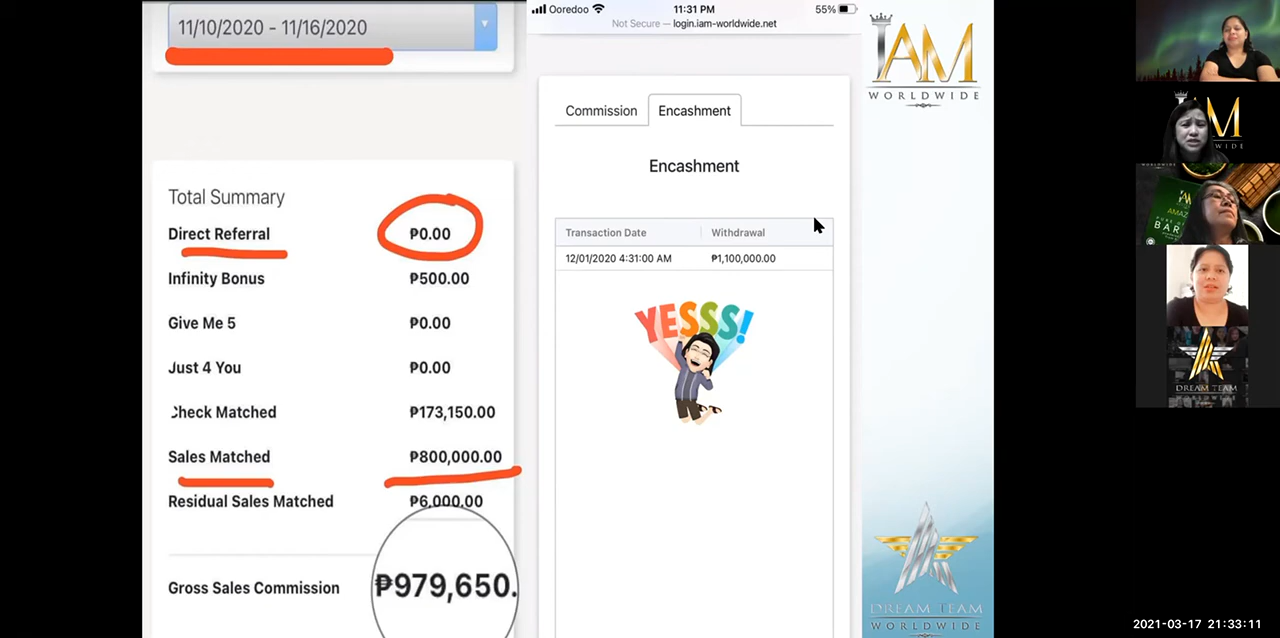 11/10/2020 - 11/16/2020
Total Summary
Direct Referral ₱0.00
Infinity Bonus ₱500.00
Give Me 5 ₱0.00
Just 4 You ₱0.00
Check Matched ₱173,150.00
Sales Matched ₱800,000.00
Residual Sales Matched ₱6,000.00
Gross Sales Commission ₱979,650.
Ooredoo 11:31 PM 55%
Not Secure — login.iam-worldwide.net
Commission Encashment
Encashment
Transaction Date Withdrawal
12/01/2020 4:31:00 AM ₱1,100,000.00
YESSS!
IAM
WORLDWIDE
DREAM TEAM
WORLDWIDE
DREAM TEAM
2021-03-17 21:33:11